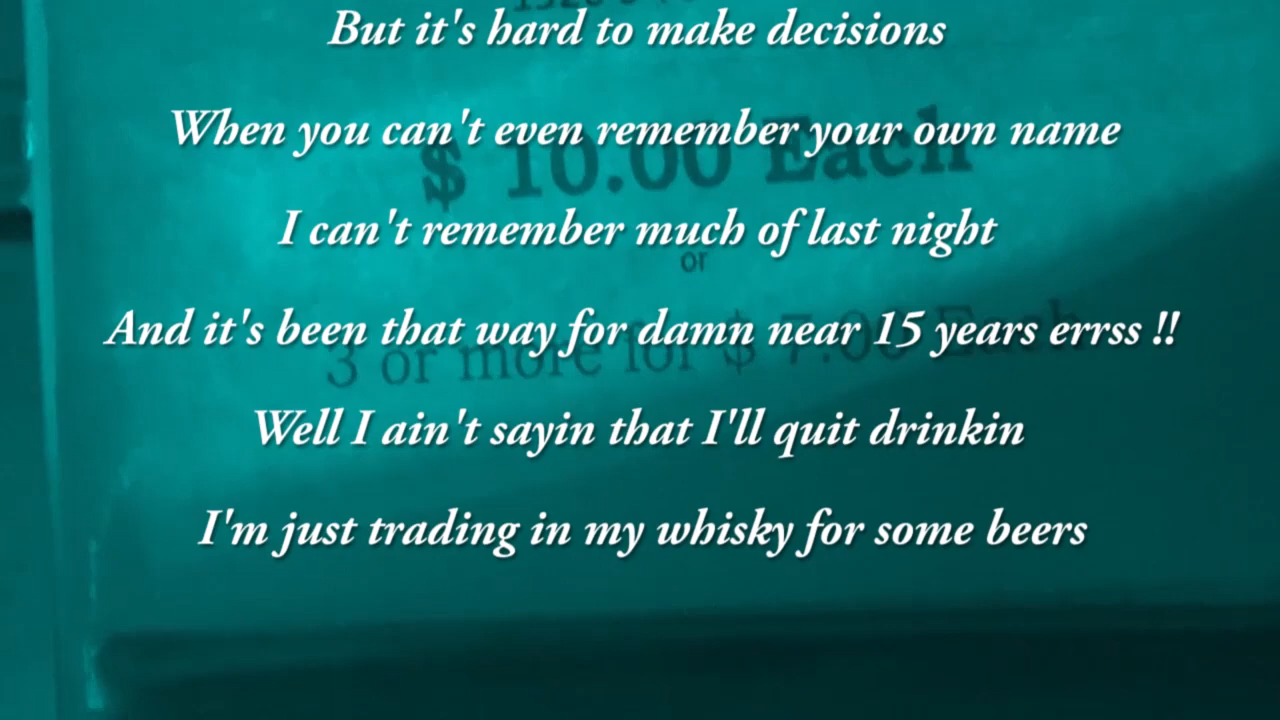 But it's hard to make decisions
When you can't even remember your own name
$ 10.00 Each
I can't remember much of last night
or
And it's been that way for damn near 15 years errss !!
3 or more for $ 7.00 Each
Well I ain't sayin that I'll quit drinkin
I'm just trading in my whisky for some beers